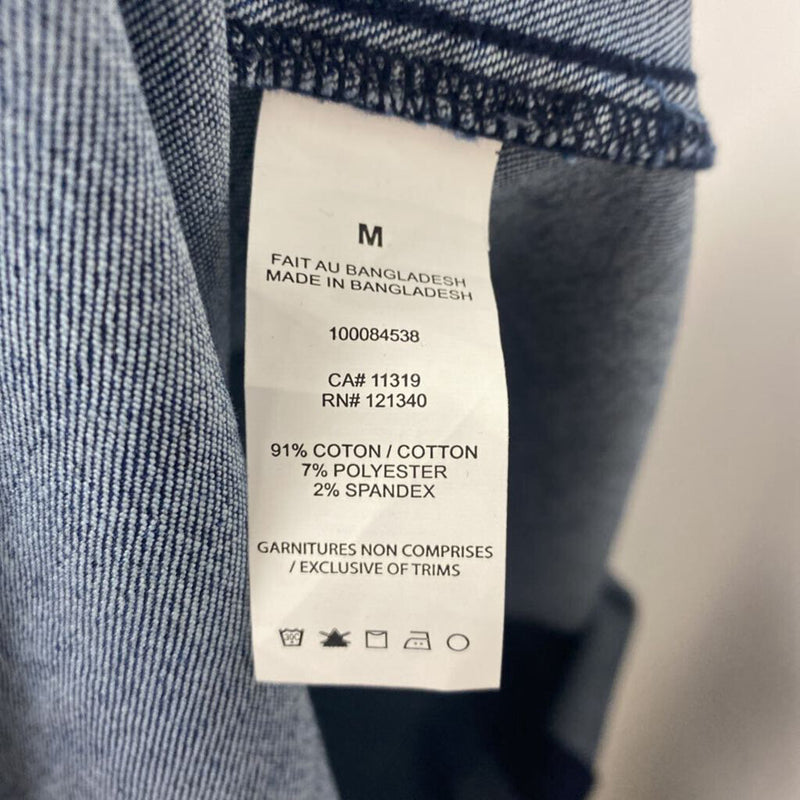 M
FAIT AU BANGLADESH
MADE IN BANGLADESH
100084538
CA# 11319
RN# 121340
91% COTON / COTTON
7% POLYESTER
2% SPANDEX
GARNITURES NON COMPRISES
/ EXCLUSIVE OF TRIMS